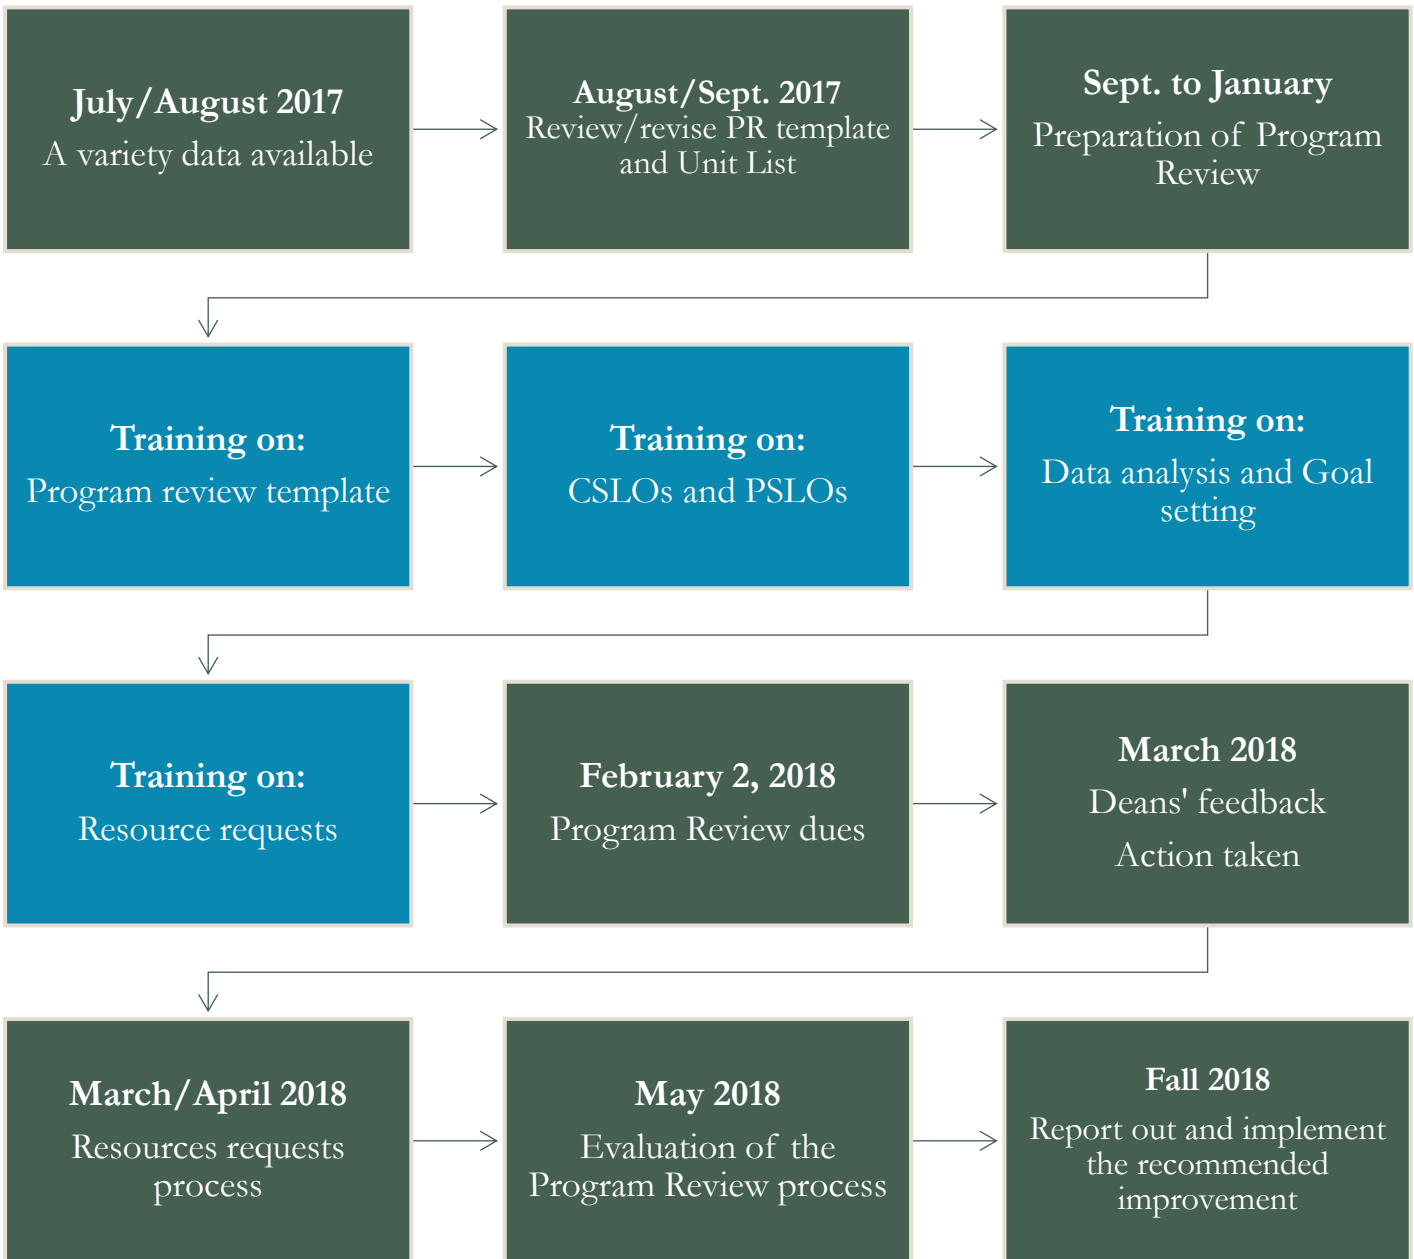 July/August 2017
A variety data available
August/Sept. 2017
Review/revise PR template
and Unit List
Sept. to January
Preparation of Program
Review
Training on:
Program review template
Training on:
CSLOs and PSLOs
Training on:
Data analysis and Goal
setting
Training on:
Resource requests
February 2, 2018
Program Review dues
March 2018
Deans' feedback
Action taken
March/April 2018
Resources requests
process
May 2018
Evaluation of the
Program Review process
Fall 2018
Report out and implement
the recommended
improvement